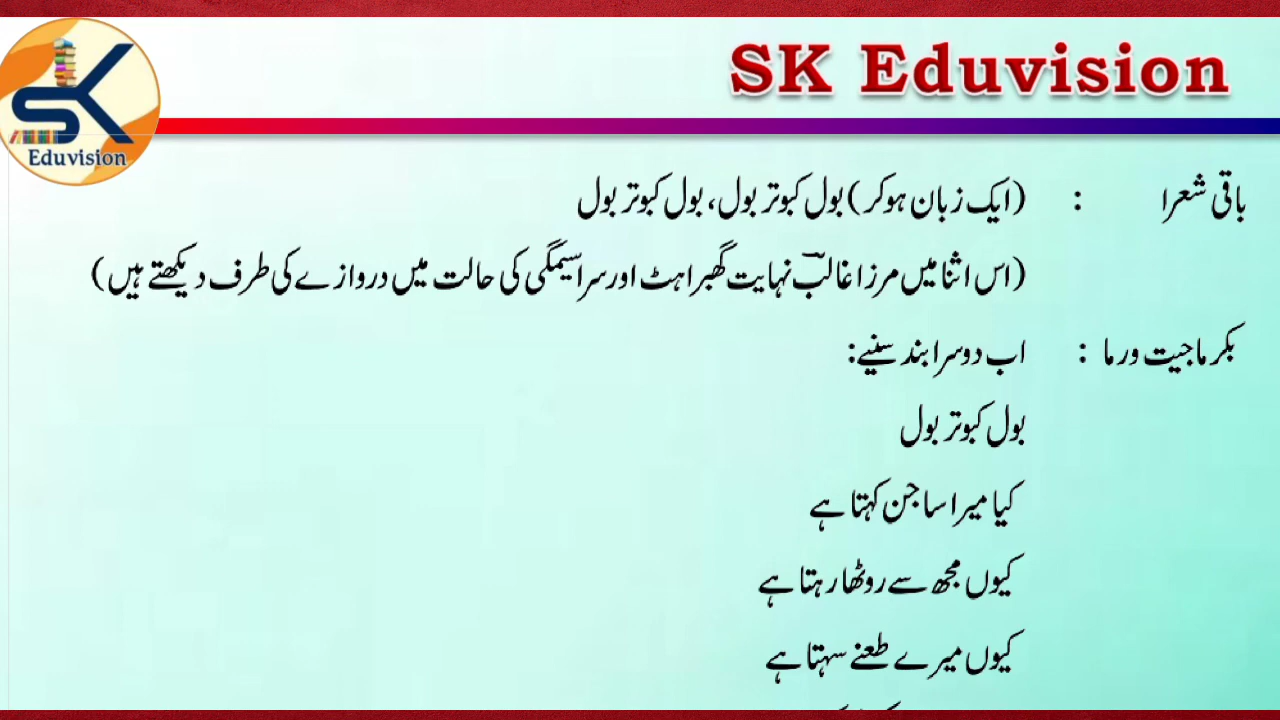 SK Eduvision
SK
Eduvision
باقی شعرا : (ایک زبان ہوکر) بول کبوتر بول، بول کبوتر بول
(اس اثنا میں مرزا غالبؔ نہایت گھبراہٹ اور سراسیمگی کی حالت میں دروازے کی طرف دیکھتے ہیں)
بکرماجیت ورما : اب دوسرا بند سنیے:
بول کبوتر بول
کیا میرا ساجن کہتا ہے
کیوں مجھ سے روٹھا رہتا ہے
کیوں میرے طعنے سہتا ہے